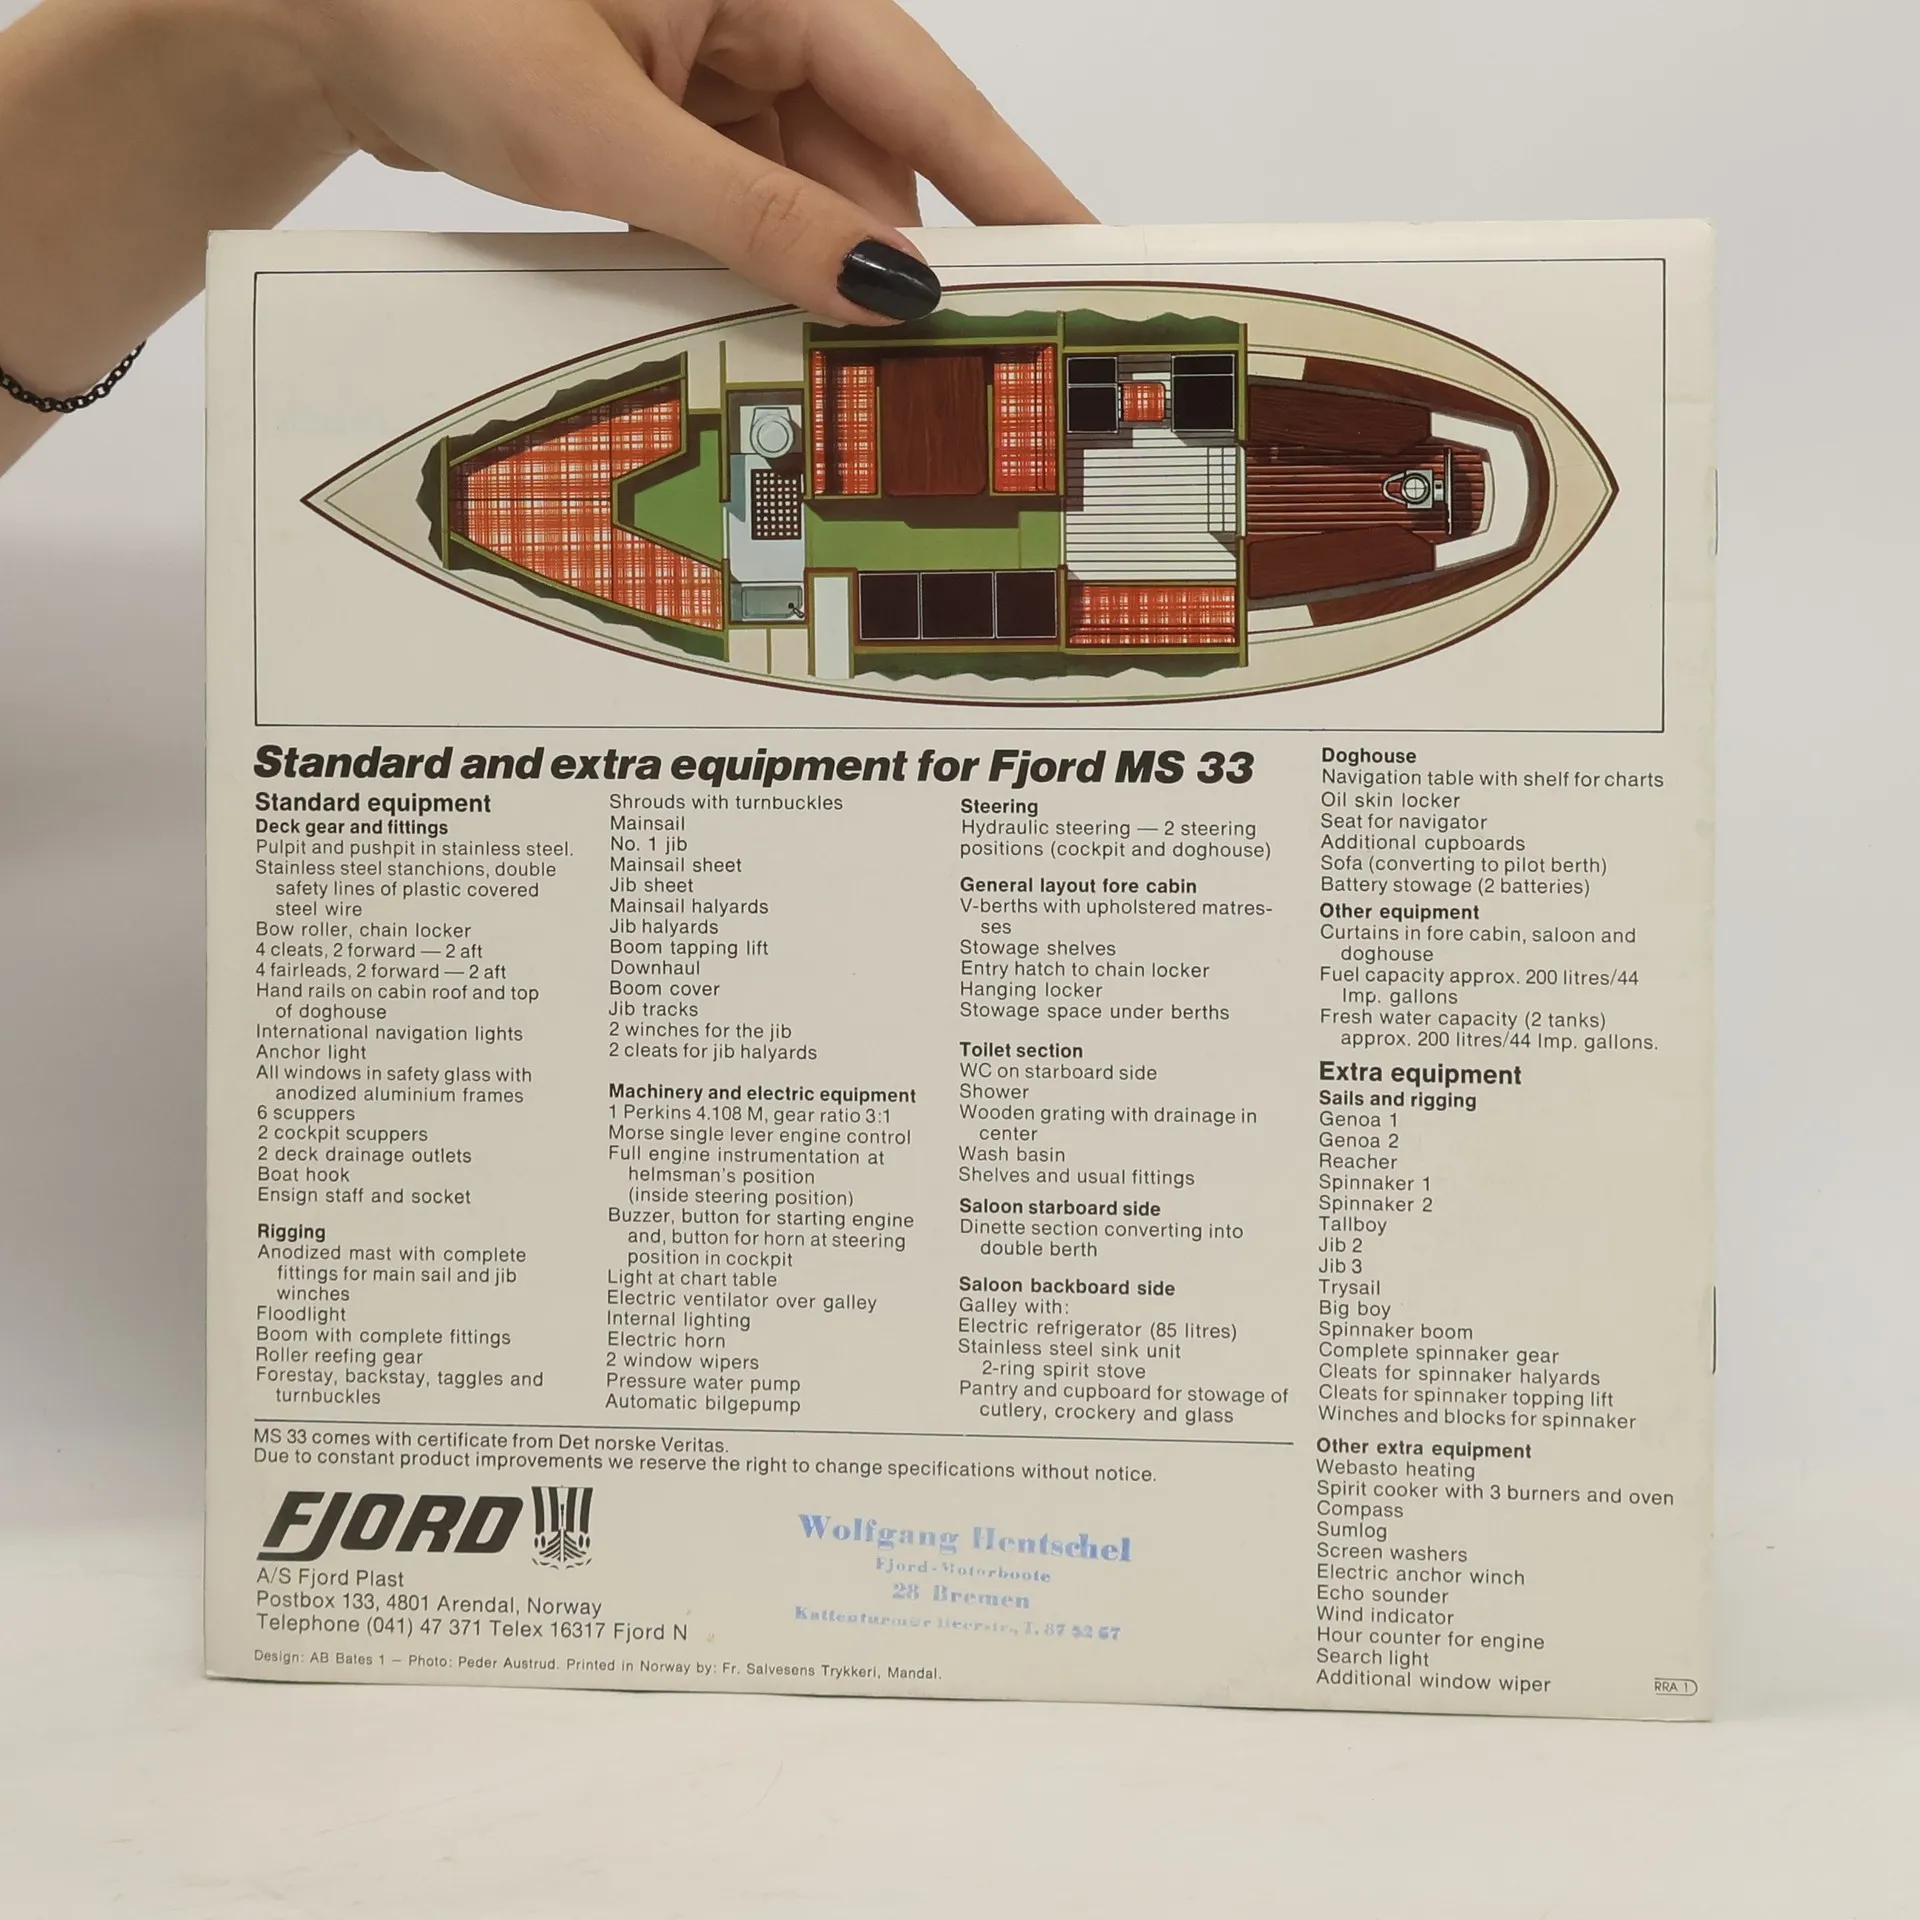 Standard and extra equipment for Fjord MS 33
Standard equipment
Deck gear and fittings
Pulpit and pushpit in stainless steel.
Stainless steel stanchions, double
safety lines of plastic covered
steel wire
Bow roller, chain locker
4 cleats, 2 forward — 2 aft
4 fairleads, 2 forward — 2 aft
Hand rails on cabin roof and top
of doghouse
International navigation lights
Anchor light
All windows in safety glass with
anodized aluminium frames
6 scuppers
2 cockpit scuppers
2 deck drainage outlets
Boat hook
Ensign staff and socket
Rigging
Anodized mast with complete
fittings for main sail and jib
winches
Floodlight
Boom with complete fittings
Roller reefing gear
Forestay, backstay, taggles and
turnbuckles
Shrouds with turnbuckles
Mainsail
No. 1 jib
Mainsail sheet
Jib sheet
Mainsail halyards
Jib halyards
Boom tapping lift
Downhaul
Boom cover
Jib tracks
2 winches for the jib
2 cleats for jib halyards
Machinery and electric equipment
1 Perkins 4.108 M, gear ratio 3:1
Morse single lever engine control
Full engine instrumentation at
helmsman's position
(inside steering position)
Buzzer, button for starting engine
and, button for horn at steering
position in cockpit
Light at chart table
Electric ventilator over galley
Internal lighting
Electric horn
2 window wipers
Pressure water pump
Automatic bilgepump
Steering
Hydraulic steering — 2 steering
positions (cockpit and doghouse)
General layout fore cabin
V-berths with upholstered matres-
ses
Stowage shelves
Entry hatch to chain locker
Hanging locker
Stowage space under berths
Toilet section
WC on starboard side
Shower
Wooden grating with drainage in
center
Wash basin
Shelves and usual fittings
Saloon starboard side
Dinette section converting into
double berth
Saloon backboard side
Galley with:
Electric refrigerator (85 litres)
Stainless steel sink unit
2-ring spirit stove
Pantry and cupboard for stowage of
cutlery, crockery and glass
Doghouse
Navigation table with shelf for charts
Oil skin locker
Seat for navigator
Additional cupboards
Sofa (converting to pilot berth)
Battery stowage (2 batteries)
Other equipment
Curtains in fore cabin, saloon and
doghouse
Fuel capacity approx. 200 litres/44
Imp. gallons
Fresh water capacity (2 tanks)
approx. 200 litres/44 Imp. gallons.
Extra equipment
Sails and rigging
Genoa 1
Genoa 2
Reacher
Spinnaker 1
Spinnaker 2
Tallboy
Jib 2
Jib 3
Trysail
Big boy
Spinnaker boom
Complete spinnaker gear
Cleats for spinnaker halyards
Cleats for spinnaker topping lift
Winches and blocks for spinnaker
Other extra equipment
Webasto heating
Spirit cooker with 3 burners and oven
Compass
Sumlog
Screen washers
Electric anchor winch
Echo sounder
Wind indicator
Hour counter for engine
Search light
Additional window wiper
MS 33 comes with certificate from Det norske Veritas.
Due to constant product improvements we reserve the right to change specifications without notice.
FJORD
A/S Fjord Plast
Postbox 133, 4801 Arendal, Norway
Telephone (041) 47 371 Telex 16317 Fjord N
Wolfgang Hentschel
Fjord-Motorboote
28 Bremen
T. 87 52 67
Design: AB Bates 1 – Photo: Peder Austrud. Printed in Norway by: Fr. Salvesens Trykkeri, Mandal.
RRA 1